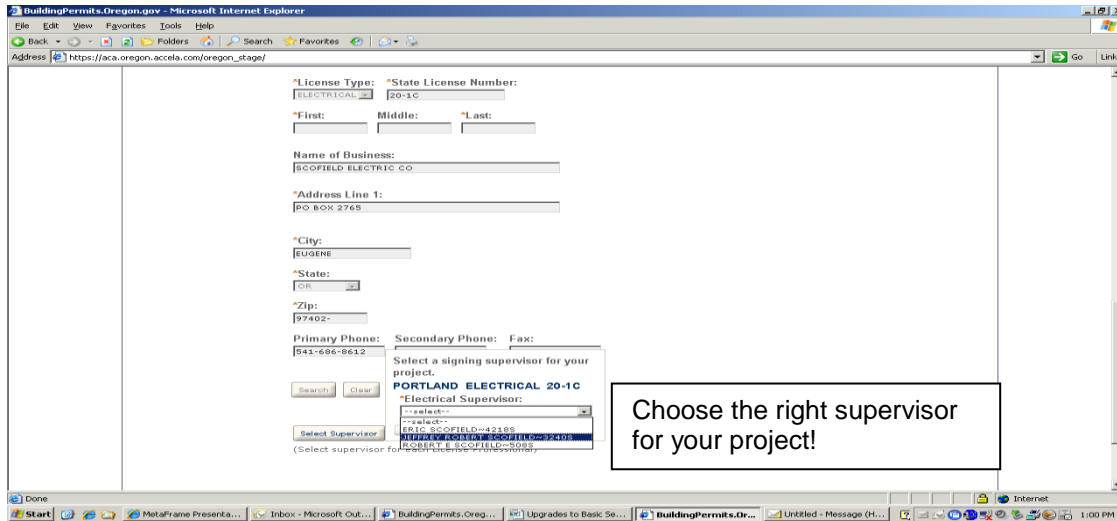 BuildingPermits.Oregon.gov - Microsoft Internet Explorer
File Edit View Favorites Tools Help
Back Folders Search Favorites
Address https://aca.oregon.accela.com/oregon_stage/ Go Link
*License Type: *State License Number:
ELECTRICAL 20-1C
*First: Middle: *Last:
Name of Business:
SCOFIELD ELECTRIC CO
*Address Line 1:
PO BOX 2765
*City:
EUGENE
*State:
OR
*Zip:
97402-
Primary Phone: Secondary Phone: Fax:
541-686-8612
Select a signing supervisor for your
project.
PORTLAND ELECTRICAL 20-1C
*Electrical Supervisor:
--select--
--select--
ERIC SCOFIELD~4218S
JEFFREY ROBERT SCOFIELD~3240S
ROBERT E SCOFIELD~508S
Search Clear
Select Supervisor
(Select supervisor for each License Professional)
Choose the right supervisor
for your project!
Done Internet
Start MetaFrame Presenta... Inbox - Microsoft Out... BuildingPermits.Oreg... Upgrades to Basic Se... BuildingPermits.Or... Untitled - Message (H... 1:00 PM